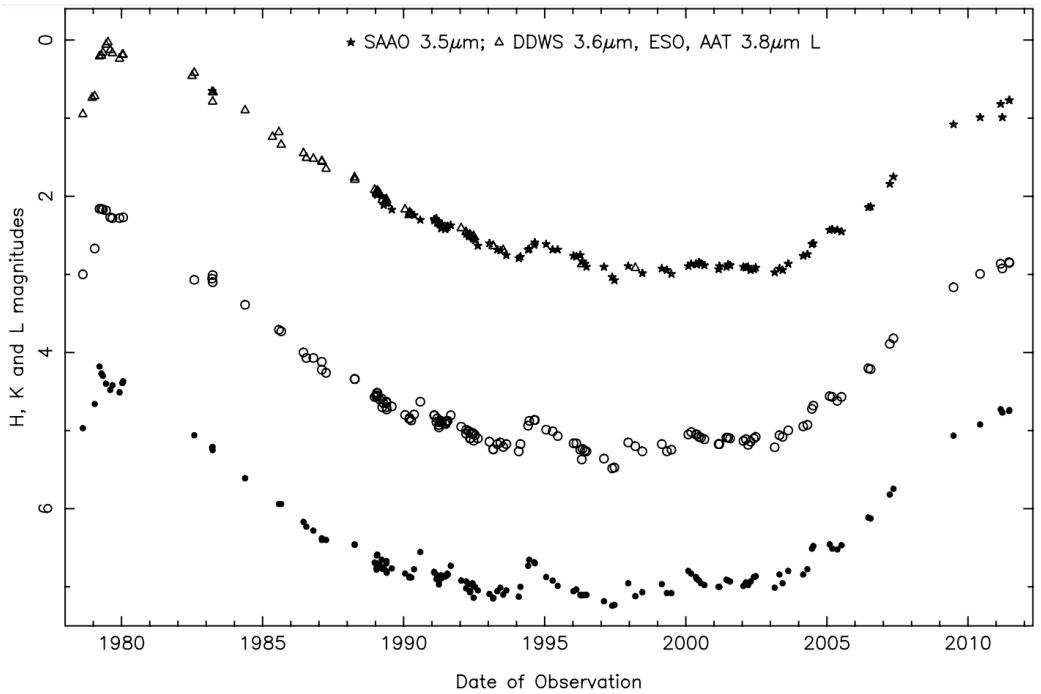 ★ SAAO 3.5μm; △ DDWS 3.6μm, ESO, AAT 3.8μm L
0
2
4
6
H, K and L magnitudes
1980 1985 1990 1995 2000 2005 2010
Date of Observation